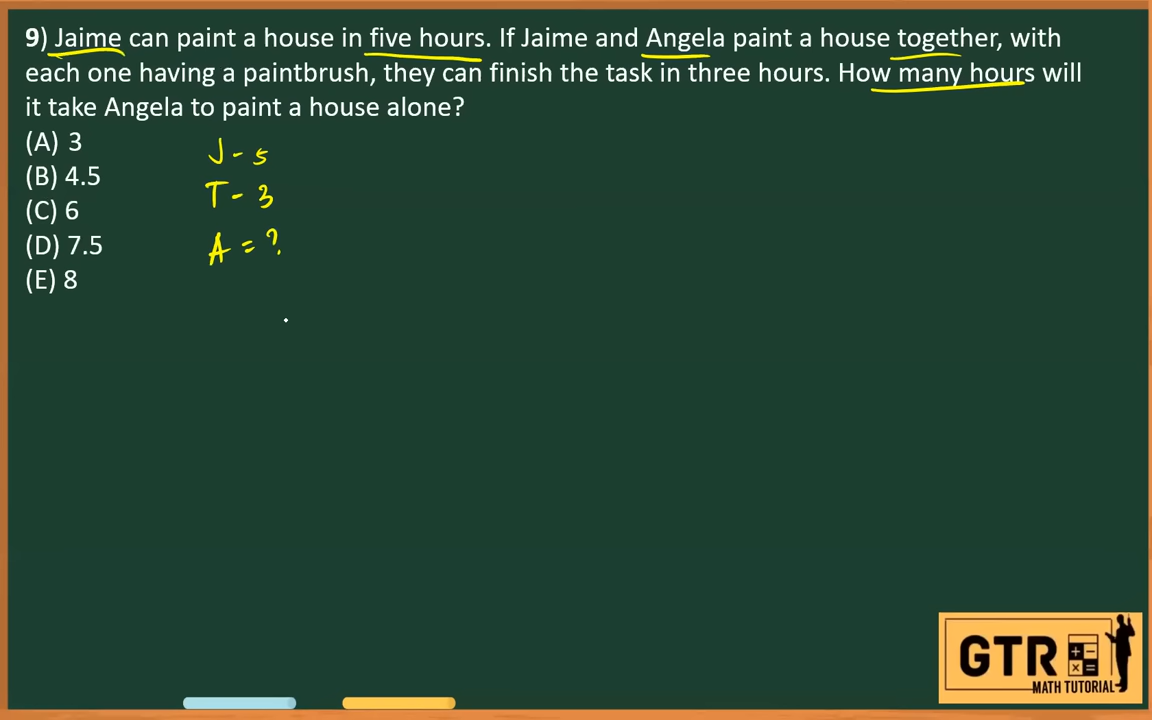 9) Jaime can paint a house in five hours. If Jaime and Angela paint a house together, with
each one having a paintbrush, they can finish the task in three hours. How many hours will
it take Angela to paint a house alone?
(A) 3
(B) 4.5
(C) 6
(D) 7.5
(E) 8
J - 5
T - 3
A = ?
GTR
MATH TUTORIAL